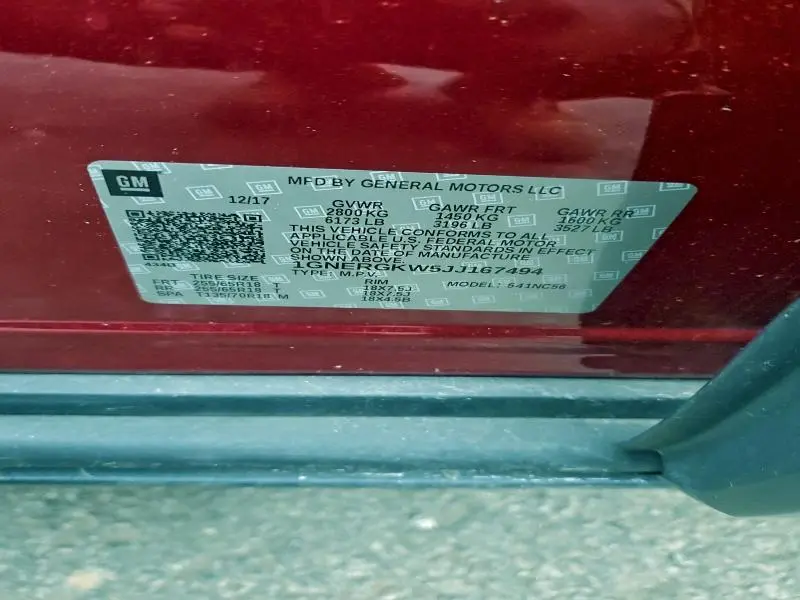 GM
MFD BY GENERAL MOTORS LLC
12/17
GVWR GAWR FRT GAWR RR
2800 KG 1450 KG 1600 KG
6173 LB 3196 LB 3527 LB
THIS VEHICLE CONFORMS TO ALL
APPLICABLE U.S. FEDERAL MOTOR
VEHICLE SAFETY STANDARDS IN EFFECT
ON THE DATE OF MANUFACTURE
SHOWN ABOVE.
1GNERGKW5JJ167494
TYPE: M.P.V. MODEL: 541NC56
TIRE SIZE RIM
FRT 255/65R18 T 18X7.5J
RR 255/65R18 T 18X7.5J
SPA T135/70R18 M 18X4.5B